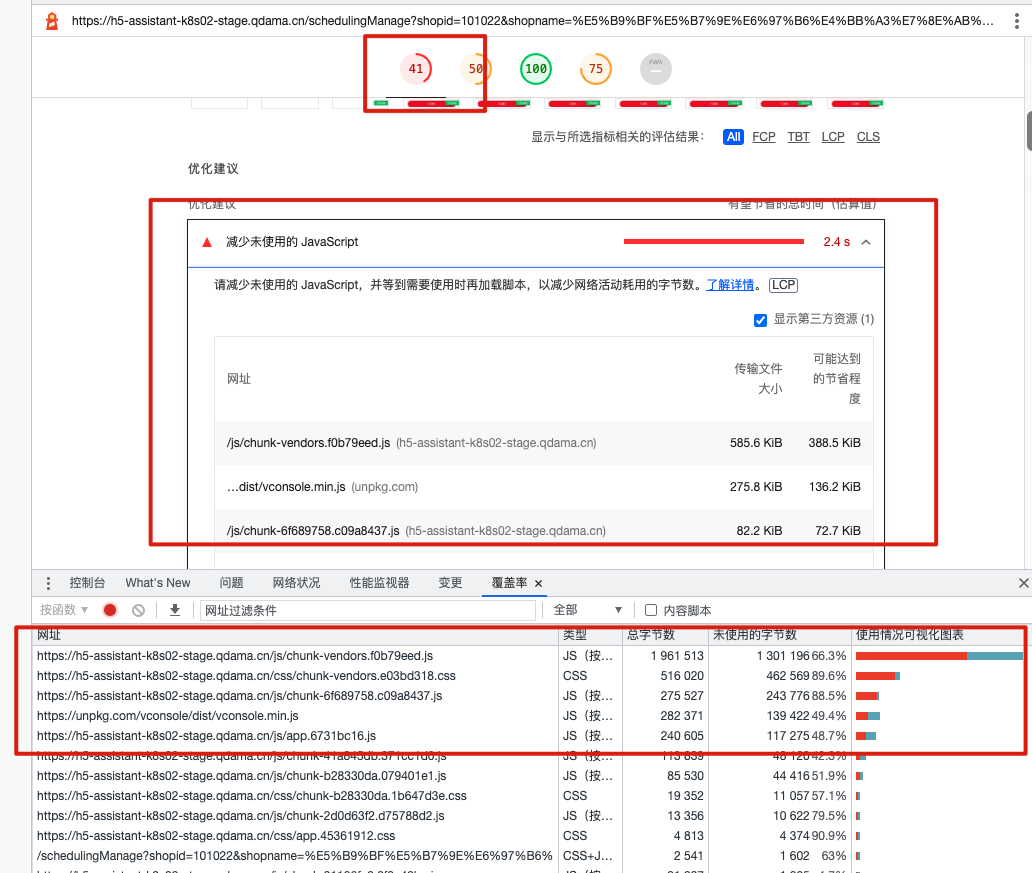 https://h5-assistant-k8s02-stage.qdama.cn/schedulingManage?shopid=101022&shopname=%E5%B9%BF%E5%B7%9E%E6%97%B6%E4%BB%A3%E7%8E%AB%...
41 50 100 75 PWA
显示与所选指标相关的评估结果: All FCP TBT LCP CLS
优化建议
优化建议 有望节省的总时间（估算值）
减少未使用的 JavaScript 2.4 s
请减少未使用的 JavaScript，并等到需要使用时再加载脚本，以减少网络活动耗用的字节数。了解详情。 LCP
显示第三方资源 (1)
网址 传输文件大小 可能达到的节省程度
/js/chunk-vendors.f0b79eed.js (h5-assistant-k8s02-stage.qdama.cn) 585.6 KiB 388.5 KiB
…dist/vconsole.min.js (unpkg.com) 275.8 KiB 136.2 KiB
/js/chunk-6f689758.c09a8437.js (h5-assistant-k8s02-stage.qdama.cn) 82.2 KiB 72.7 KiB
控制台 What's New 问题 网络状况 性能监视器 变更 覆盖率 ×
按函数 ▼ 网址过滤条件 全部 ▼ 内容脚本
网址 类型 总字节数 未使用的字节数 使用情况可视化图表
https://h5-assistant-k8s02-stage.qdama.cn/js/chunk-vendors.f0b79eed.js JS（按... 1 961 513 1 301 196 66.3%
https://h5-assistant-k8s02-stage.qdama.cn/css/chunk-vendors.e03bd318.css CSS 516 020 462 569 89.6%
https://h5-assistant-k8s02-stage.qdama.cn/js/chunk-6f689758.c09a8437.js JS（按... 275 527 243 776 88.5%
https://unpkg.com/vconsole/dist/vconsole.min.js JS（按... 282 371 139 422 49.4%
https://h5-assistant-k8s02-stage.qdama.cn/js/app.6731bc16.js JS（按... 240 605 117 275 48.7%
https://h5-assistant-k8s02-stage.qdama.cn/js/chunk-41a845db.371cc1d0.js JS（按... 113 839 48 120 42.3%
https://h5-assistant-k8s02-stage.qdama.cn/js/chunk-b28330da.079401e1.js JS（按... 85 530 44 416 51.9%
https://h5-assistant-k8s02-stage.qdama.cn/css/chunk-b28330da.1b647d3e.css CSS 19 352 11 057 57.1%
https://h5-assistant-k8s02-stage.qdama.cn/js/chunk-2d0d63f2.d75788d2.js JS（按... 13 356 10 622 79.5%
https://h5-assistant-k8s02-stage.qdama.cn/css/app.45361912.css CSS 4 813 4 374 90.9%
/schedulingManage?shopid=101022&shopname=%E5%B9%BF%E5%B7%9E%E6%97%B6% CSS+J... 2 541 1 602 63%